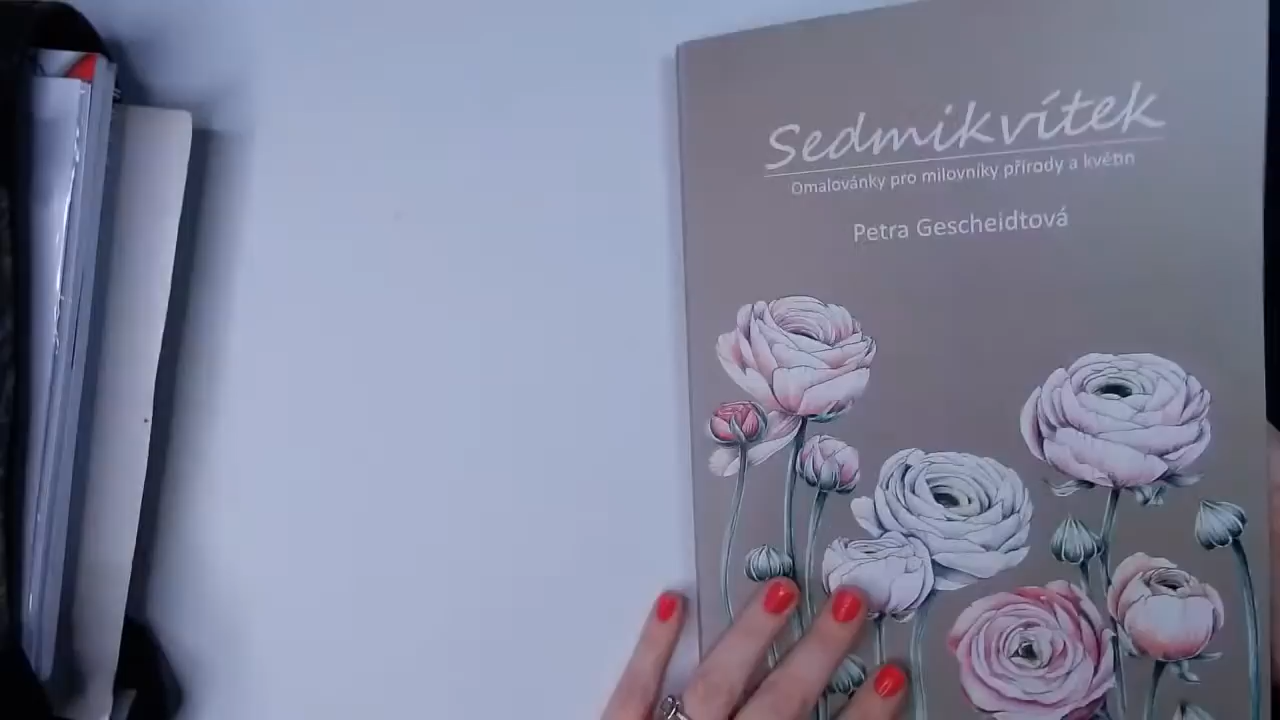 Sedmikvítek
Omalovánky pro milovníky přírody a květin
Petra Gescheidtová